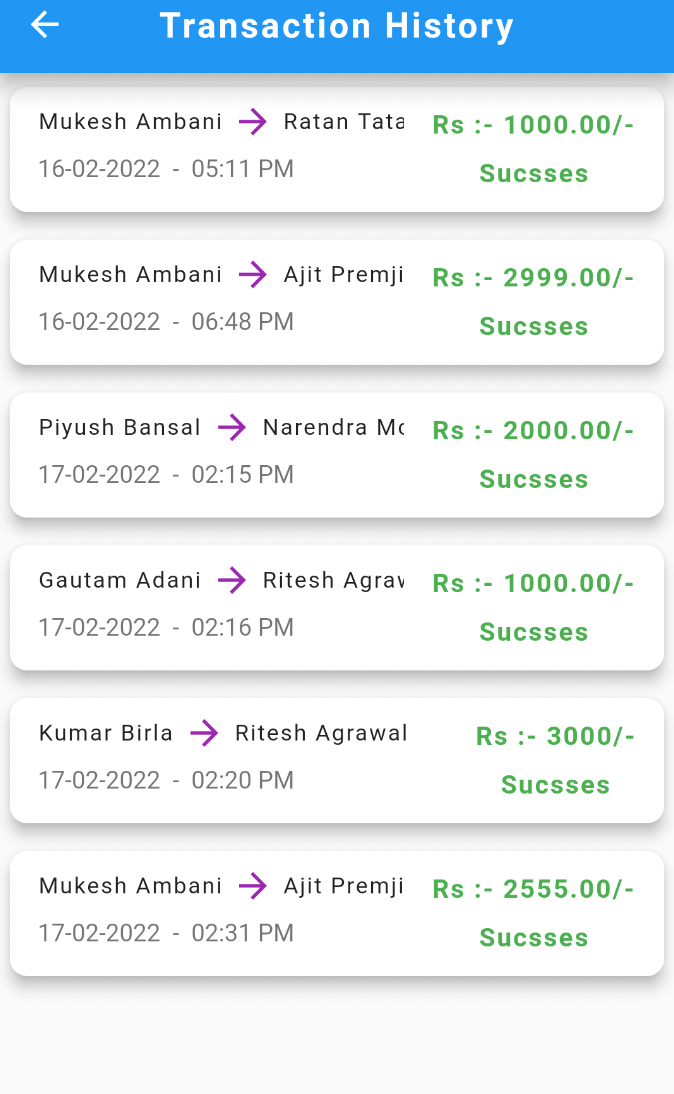 Transaction History
Mukesh Ambani → Ratan Tata Rs :- 1000.00/-
16-02-2022 - 05:11 PM Sucsses
Mukesh Ambani → Ajit Premji Rs :- 2999.00/-
16-02-2022 - 06:48 PM Sucsses
Piyush Bansal → Narendra Rs :- 2000.00/-
17-02-2022 - 02:15 PM Sucsses
Gautam Adani → Ritesh Rs :- 1000.00/-
17-02-2022 - 02:16 PM Sucsses
Kumar Birla → Ritesh Agrawal Rs :- 3000/-
17-02-2022 - 02:20 PM Sucsses
Mukesh Ambani → Ajit Premji Rs :- 2555.00/-
17-02-2022 - 02:31 PM Sucsses